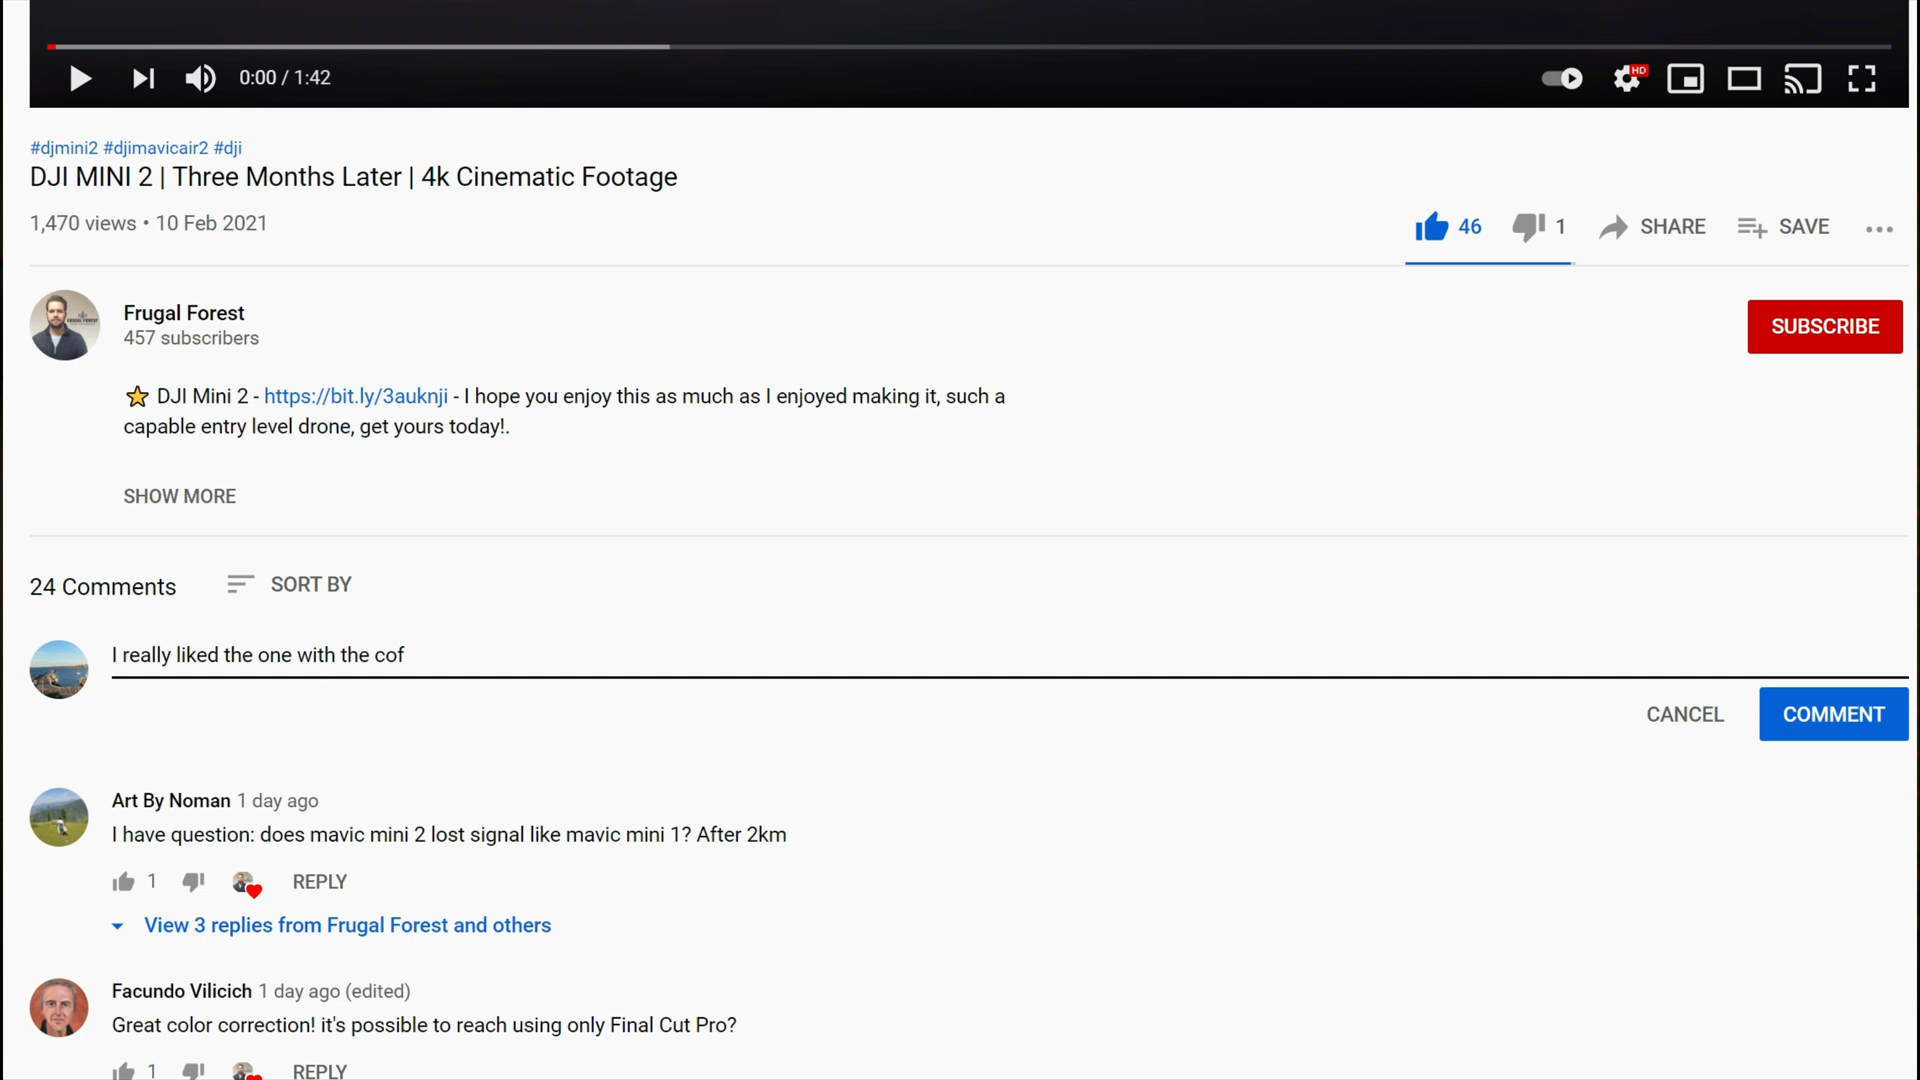 0:00 / 1:42
HD
#djmini2 #djimavicair2 #dji
DJI MINI 2 | Three Months Later | 4k Cinematic Footage
1,470 views • 10 Feb 2021
46
1
SHARE
SAVE
Frugal Forest
457 subscribers
SUBSCRIBE
DJI Mini 2 - https://bit.ly/3auknji - I hope you enjoy this as much as I enjoyed making it, such a
capable entry level drone, get yours today!.
SHOW MORE
24 Comments
SORT BY
I really liked the one with the cof
CANCEL
COMMENT
Art By Noman 1 day ago
I have question: does mavic mini 2 lost signal like mavic mini 1? After 2km
1
REPLY
View 3 replies from Frugal Forest and others
Facundo Vilicich 1 day ago (edited)
Great color correction! it's possible to reach using only Final Cut Pro?
1
REPLY